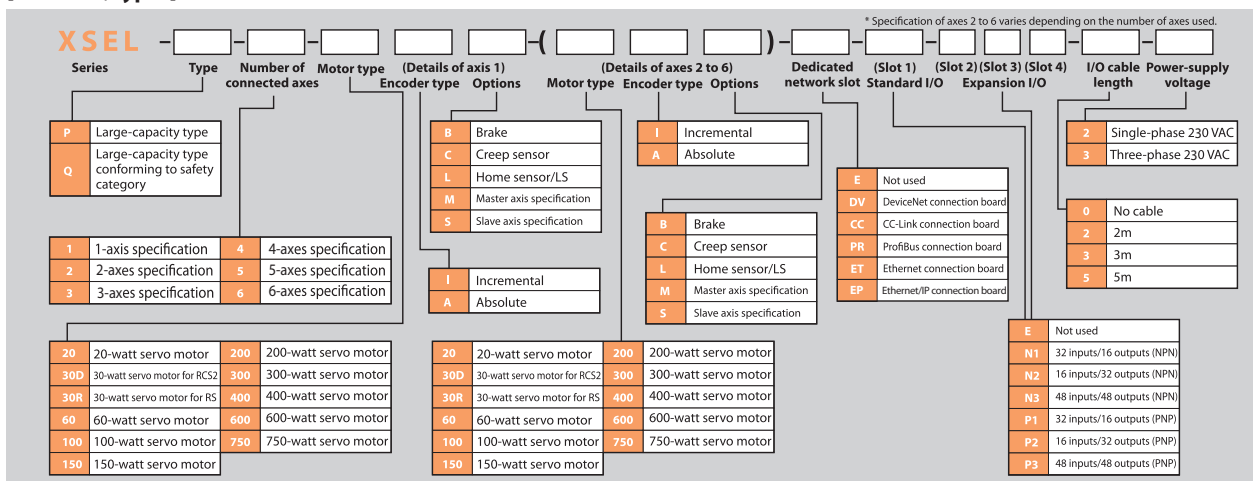 * Specification of axes 2 to 6 varies depending on the number of axes used.
XSEL – – – –( )– – – – –
Series
Type
Number of connected axes
Motor type
(Details of axis 1)
Encoder type
Options
(Details of axes 2 to 6)
Motor type
Encoder type
Options
Dedicated network slot
(Slot 1)
Standard I/O
(Slot 2) (Slot 3) (Slot 4)
Expansion I/O
I/O cable length
Power-supply voltage
P Large-capacity type
Q Large-capacity type conforming to safety category
1 1-axis specification 4 4-axes specification
2 2-axes specification 5 5-axes specification
3 3-axes specification 6 6-axes specification
20 20-watt servo motor 200 200-watt servo motor
30D 30-watt servo motor for RCS2 300 300-watt servo motor
30R 30-watt servo motor for RS 400 400-watt servo motor
60 60-watt servo motor 600 600-watt servo motor
100 100-watt servo motor 750 750-watt servo motor
150 150-watt servo motor
B Brake
C Creep sensor
L Home sensor/LS
M Master axis specification
S Slave axis specification
I Incremental
A Absolute
20 20-watt servo motor 200 200-watt servo motor
30D 30-watt servo motor for RCS2 300 300-watt servo motor
30R 30-watt servo motor for RS 400 400-watt servo motor
60 60-watt servo motor 600 600-watt servo motor
100 100-watt servo motor 750 750-watt servo motor
150 150-watt servo motor
I Incremental
A Absolute
B Brake
C Creep sensor
L Home sensor/LS
M Master axis specification
S Slave axis specification
E Not used
DV DeviceNet connection board
CC CC-Link connection board
PR ProfiBus connection board
ET Ethernet connection board
EP Ethernet/IP connection board
E Not used
N1 32 inputs/16 outputs (NPN)
N2 16 inputs/32 outputs (NPN)
N3 48 inputs/48 outputs (NPN)
P1 32 inputs/16 outputs (PNP)
P2 16 inputs/32 outputs (PNP)
P3 48 inputs/48 outputs (PNP)
2 Single-phase 230 VAC
3 Three-phase 230 VAC
0 No cable
2 2m
3 3m
5 5m